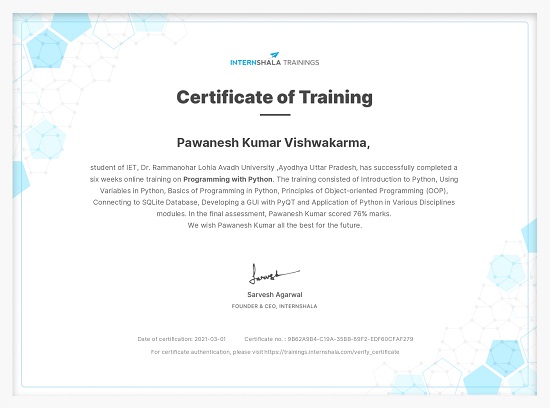 INTERNSHALA TRAININGS
Certificate of Training
Pawanesh Kumar Vishwakarma,
student of IET, Dr. Rammanohar Lohia Avadh University ,Ayodhya Uttar Pradesh, has successfully completed a
six weeks online training on Programming with Python. The training consisted of Introduction to Python, Using
Variables in Python, Basics of Programming in Python, Principles of Object-oriented Programming (OOP),
Connecting to SQLite Database, Developing a GUI with PyQT and Application of Python in Various Disciplines
modules. In the final assessment, Pawanesh Kumar scored 76% marks.
We wish Pawanesh Kumar all the best for the future.
Sarvesh Agarwal
FOUNDER & CEO, INTERNSHALA
Date of certification: 2021-03-01 Certificate no. :
For certificate authentication, please visit https://trainings.internshala.com/verify_certificate